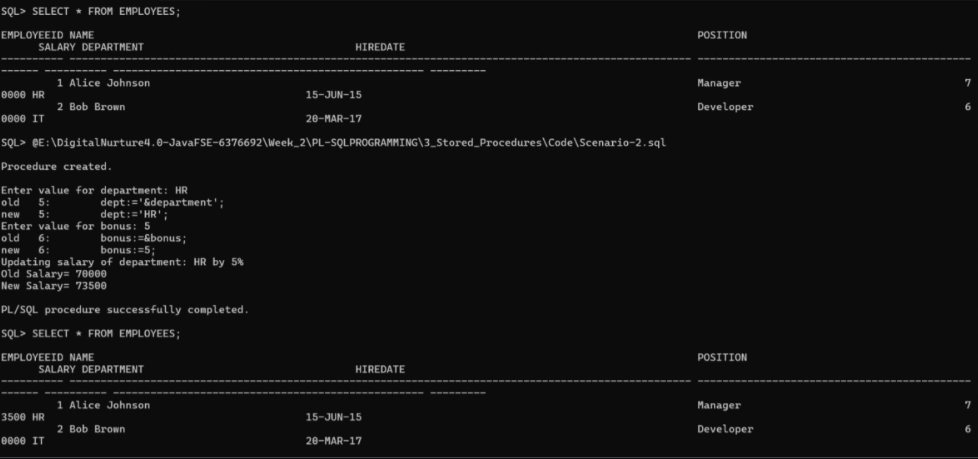 SQL> SELECT * FROM EMPLOYEES;
EMPLOYEEID NAME POSITION
SALARY DEPARTMENT HIREDATE
---------- ---------------------------------------------------------------------------------------------------- --------------------------------------------
------ ---------- -------------------------------------------------- ---------
1 Alice Johnson Manager 7
0000 HR 15-JUN-15
2 Bob Brown Developer 6
0000 IT 20-MAR-17
SQL> @E:\DigitalNurture4.0-JavaFSE-6376692\Week_2\PL-SQLPROGRAMMING\3_Stored_Procedures\Code\Scenario-2.sql
Procedure created.
Enter value for department: HR
old 5: dept:='&department';
new 5: dept:='HR';
Enter value for bonus: 5
old 6: bonus:=&bonus;
new 6: bonus:=5;
Updating salary of department: HR by 5%
Old Salary= 70000
New Salary= 73500
PL/SQL procedure successfully completed.
SQL> SELECT * FROM EMPLOYEES;
EMPLOYEEID NAME POSITION
SALARY DEPARTMENT HIREDATE
---------- ---------------------------------------------------------------------------------------------------- --------------------------------------------
------ ---------- -------------------------------------------------- ---------
1 Alice Johnson Manager 7
3500 HR 15-JUN-15
2 Bob Brown Developer 6
0000 IT 20-MAR-17